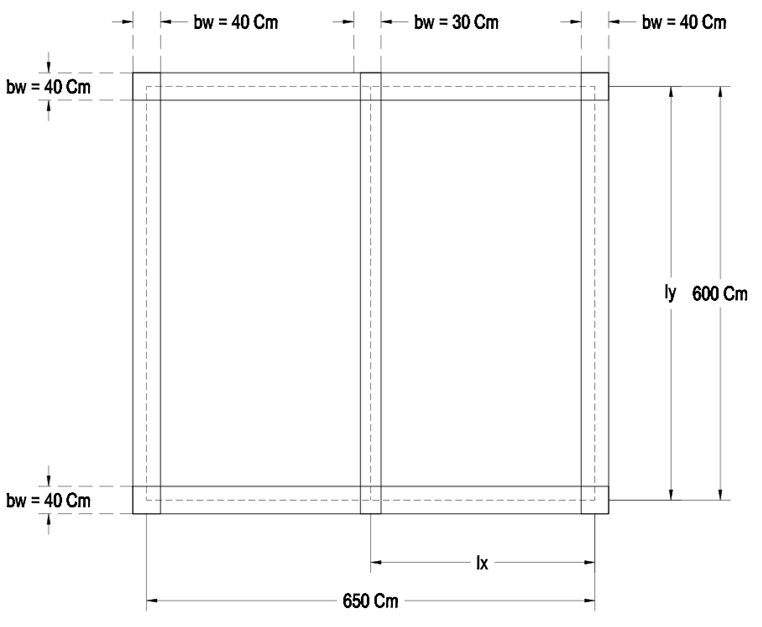 bw = 40 Cm
bw = 30 Cm
bw = 40 Cm
bw = 40 Cm
ly
600 Cm
bw = 40 Cm
lx
650 Cm